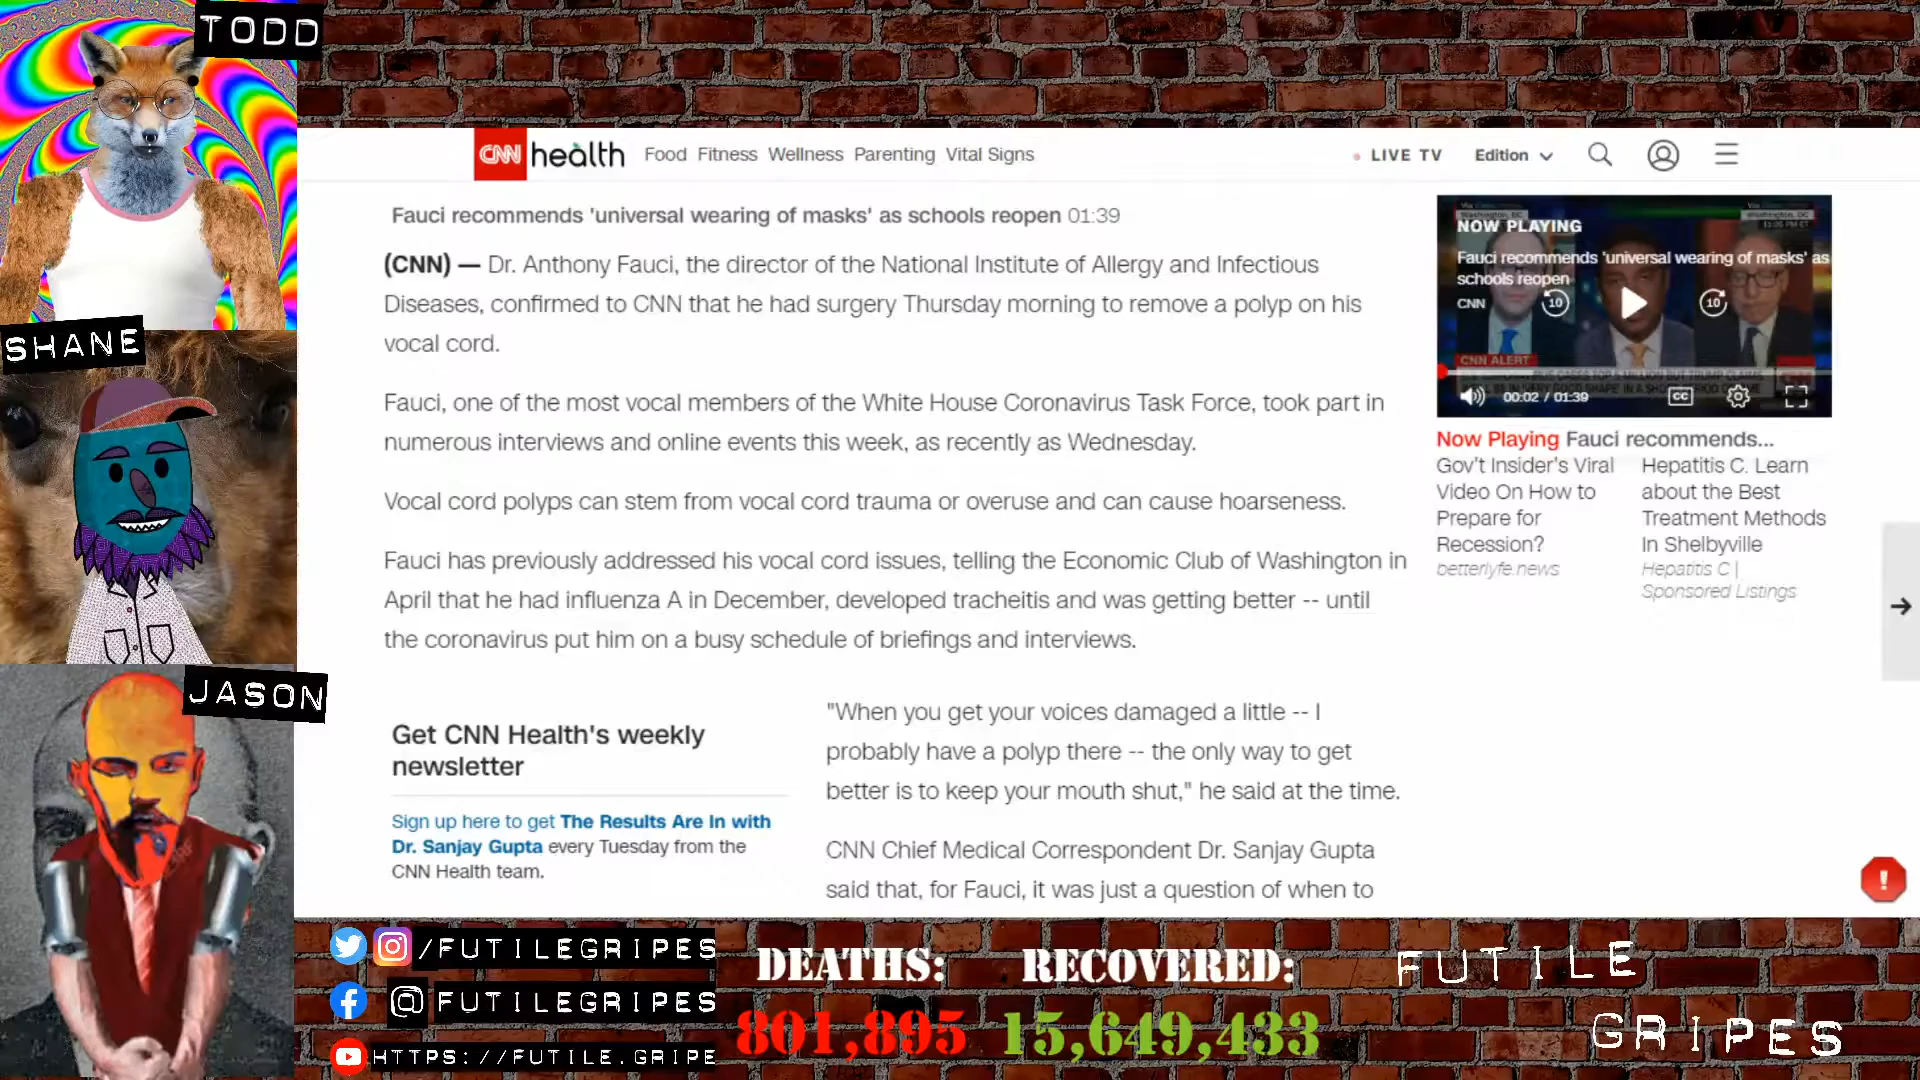 TODD
SHANE
JASON
CNN health Food Fitness Wellness Parenting Vital Signs
LIVE TV Edition
Fauci recommends 'universal wearing of masks' as schools reopen 01:39
(CNN) — Dr. Anthony Fauci, the director of the National Institute of Allergy and Infectious
Diseases, confirmed to CNN that he had surgery Thursday morning to remove a polyp on his
vocal cord.
Fauci, one of the most vocal members of the White House Coronavirus Task Force, took part in
numerous interviews and online events this week, as recently as Wednesday.
Vocal cord polyps can stem from vocal cord trauma or overuse and can cause hoarseness.
Fauci has previously addressed his vocal cord issues, telling the Economic Club of Washington in
April that he had influenza A in December, developed tracheitis and was getting better -- until
the coronavirus put him on a busy schedule of briefings and interviews.
Get CNN Health's weekly
newsletter
Sign up here to get The Results Are In with
Dr. Sanjay Gupta every Tuesday from the
CNN Health team.
"When you get your voices damaged a little -- I
probably have a polyp there -- the only way to get
better is to keep your mouth shut," he said at the time.
CNN Chief Medical Correspondent Dr. Sanjay Gupta
said that, for Fauci, it was just a question of when to
NOW PLAYING
Fauci recommends 'universal wearing of masks' as
schools reopen
CNN
10
10
CNN ALERT
00:02 / 01:39
CC
Now Playing Fauci recommends...
Gov't Insider's Viral
Video On How to
Prepare for
Recession?
betterlyfe.news
Hepatitis C. Learn
about the Best
Treatment Methods
In Shelbyville
Hepatitis C |
Sponsored Listings
/FUTILEGRIPES
@FUTILEGRIPES
HTTPS://FUTILE.GRIPE
DEATHS:
801,895
RECOVERED:
15,649,433
FUTILE
GRIPES